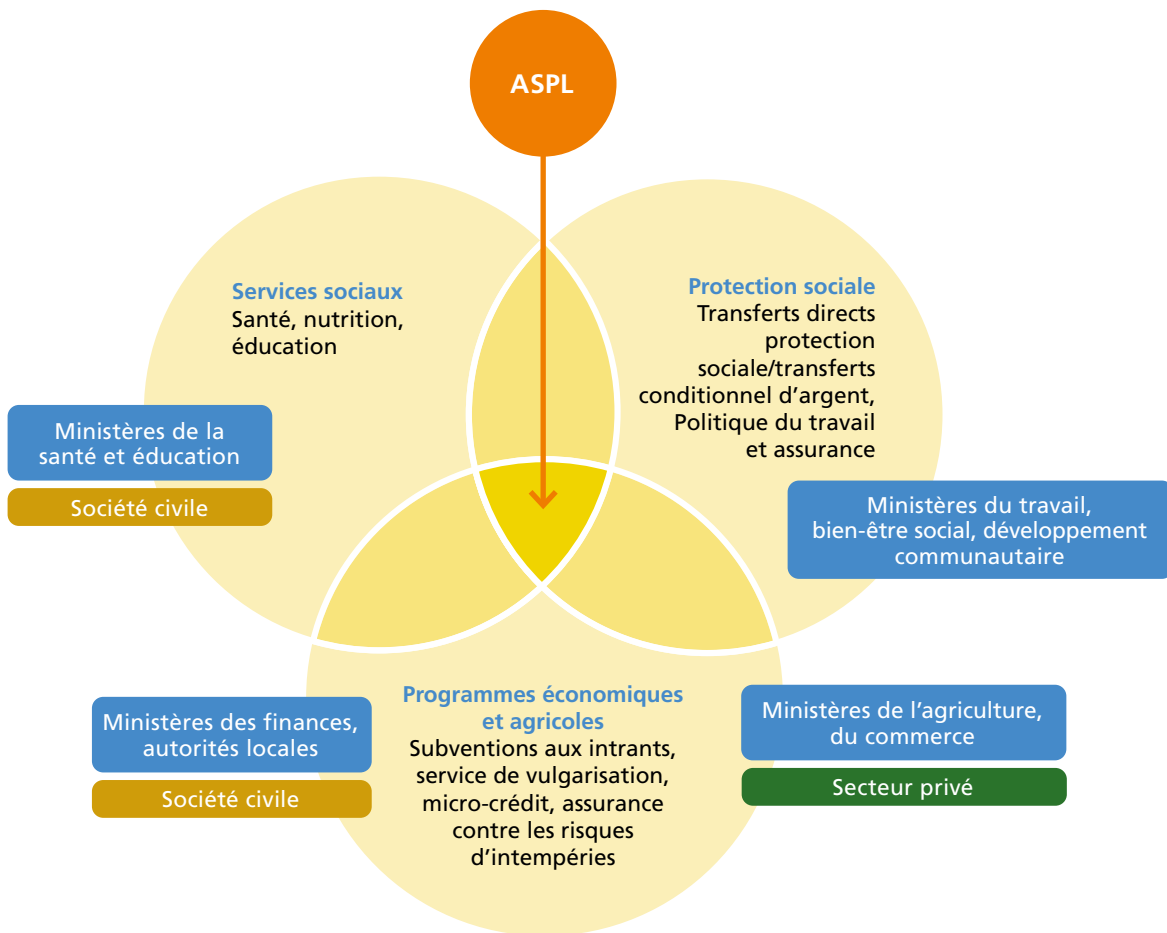 ASPL
Services sociaux
Santé, nutrition,
éducation
Protection sociale
Transferts directs
protection
sociale/transferts
conditionnel d’argent,
Politique du travail
et assurance
Ministères de la
santé et éducation
Société civile
Ministères du travail,
bien-être social, développement
communautaire
Programmes économiques
et agricoles
Subventions aux intrants,
service de vulgarisation,
micro-crédit, assurance
contre les risques
d’intempéries
Ministères des finances,
autorités locales
Société civile
Ministères de l’agriculture,
du commerce
Secteur privé